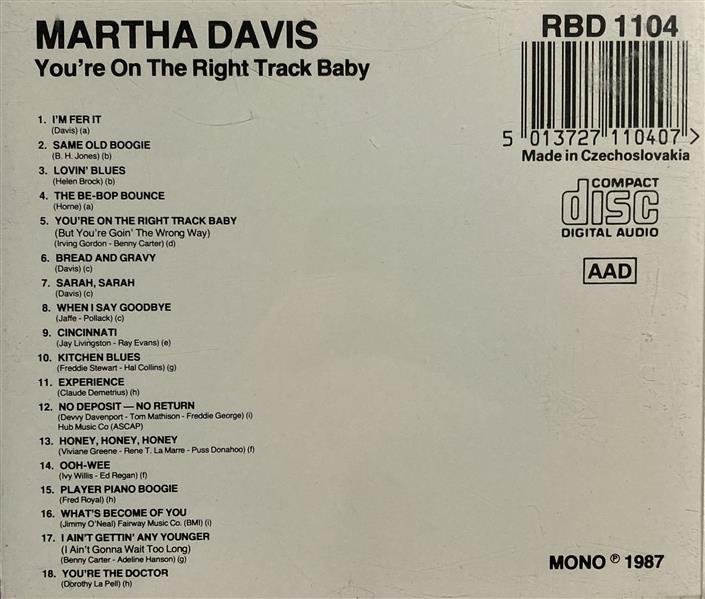 MARTHA DAVIS
You're On The Right Track Baby
1. I'M FER IT
(Davis) (a)
2. SAME OLD BOOGIE
(B. H. Jones) (b)
3. LOVIN' BLUES
(Helen Brock) (b)
4. THE BE-BOP BOUNCE
(Horne) (a)
5. YOU'RE ON THE RIGHT TRACK BABY
(But You're Goin' The Wrong Way)
(Irving Gordon - Benny Carter) (d)
6. BREAD AND GRAVY
(Davis) (c)
7. SARAH, SARAH
(Davis) (c)
8. WHEN I SAY GOODBYE
(Jaffe - Pollack) (c)
9. CINCINNATI
(Jay Livingston - Ray Evans) (e)
10. KITCHEN BLUES
(Freddie Stewart - Hal Collins) (g)
11. EXPERIENCE
(Claude Demetrius) (h)
12. NO DEPOSIT — NO RETURN
(Devvy Davenport - Tom Mathison - Freddie George) (i)
Hub Music Co (ASCAP)
13. HONEY, HONEY, HONEY
(Viviane Greene - Rene T. La Marre - Puss Donahoo) (f)
14. OOH-WEE
(Ivy Willis - Ed Regan) (f)
15. PLAYER PIANO BOOGIE
(Fred Royal) (h)
16. WHAT'S BECOME OF YOU
(Jimmy O'Neal) Fairway Music Co. (BMI) (i)
17. I AIN'T GETTIN' ANY YOUNGER
(I Ain't Gonna Wait Too Long)
(Benny Carter - Adeline Hanson) (g)
18. YOU'RE THE DOCTOR
(Dorothy La Pell) (h)
RBD 1104
5 013727 110407 >
Made in Czechoslovakia
COMPACT
disc
DIGITAL AUDIO
AAD
MONO ℗ 1987